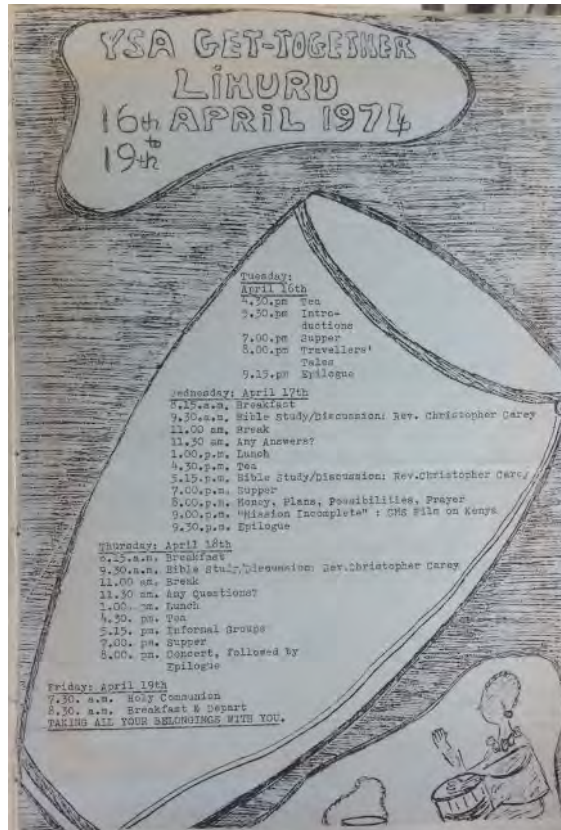 YSA GET-TOGETHER
LIMURU
16th APRIL 1974
to
19th
Tuesday:
April 16th
4.30.pm Tea
5.30.pm Intro-
ductions
7.00.pm Supper
8.00.pm Travellers'
Tales
9.15.pm Epilogue
Wednesday: April 17th
8.15.a.m. Breakfast
9.30.a.m. Bible Study/Discussion: Rev. Christopher Carey
11.00 am. Break
11.30 am. Any Answers?
1.00.p.m. Lunch
4.30.p.m. Tea
5.15.p.m. Bible Study/Discussion: Rev.Christopher Carey
7.00.p.m. Supper
8.00.p.m. Money, Plans, Possibilities, Prayer
9.00.p.m. "Mission Incomplete" : CMS Film on Kenya
9.30.p.m. Epilogue
Thursday: April 18th
8.15.a.m. Breakfast
9.30.a.m. Bible Study/Discussion: Rev.Christopher Carey
11.00 am. Break
11.30 am. Any Questions?
1.00. pm. Lunch
4.30. pm. Tea
5.15. pm. Informal Groups
7.00. pm. Supper
8.00. pm. Concert, followed by
Epilogue
Friday: April 19th
7.30. a.m. Holy Communion
8.30. a.m. Breakfast & Depart
TAKING ALL YOUR BELONGINGS WITH YOU.